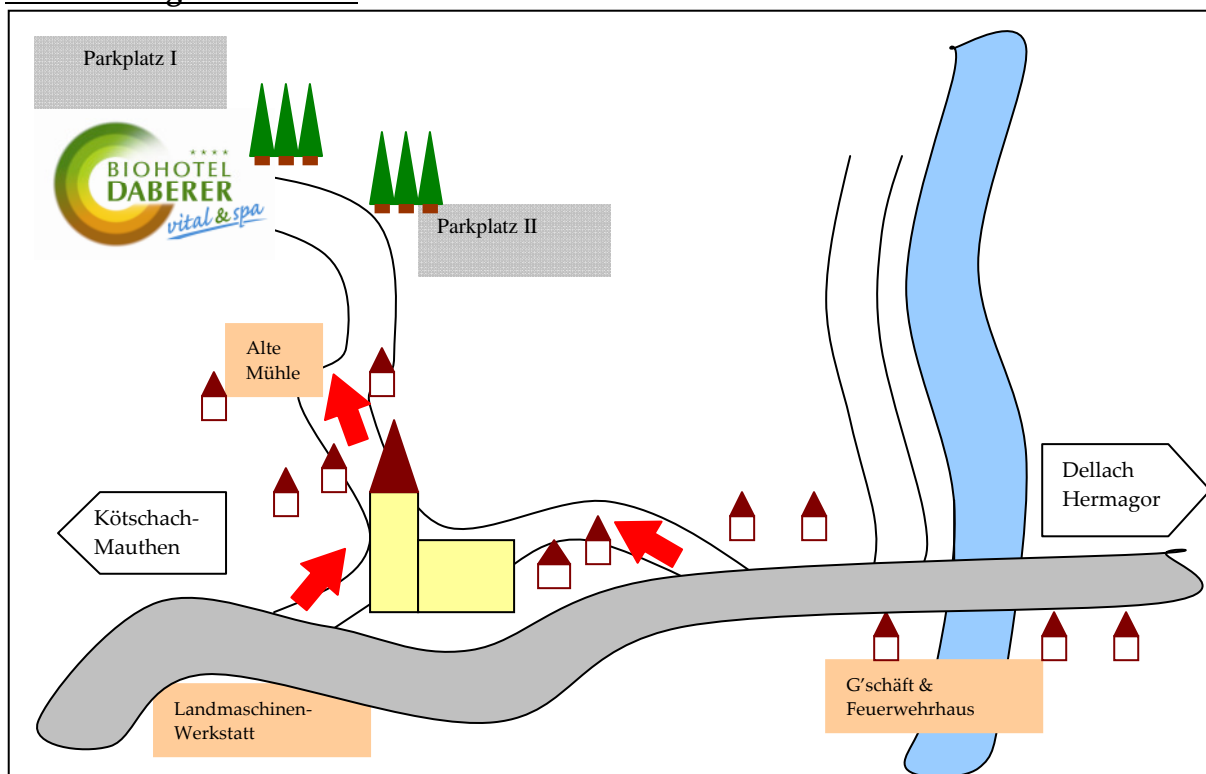 Parkplatz I
BIOHOTEL
DABERER
vital & spa
Parkplatz II
Alte
Mühle
Kötschach-
Mauthen
Dellach
Hermagor
Landmaschinen-
Werkstatt
G'schäft &
Feuerwehrhaus